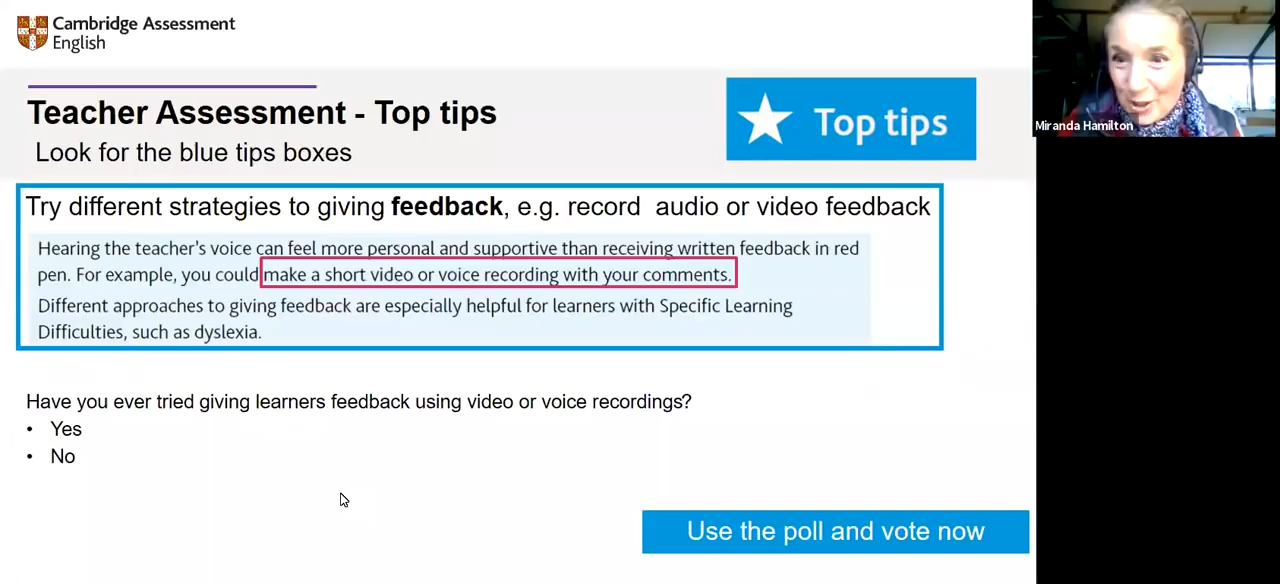 Cambridge Assessment
English
Teacher Assessment - Top tips
Look for the blue tips boxes
Top tips
Miranda Hamilton
Try different strategies to giving feedback, e.g. record audio or video feedback
Hearing the teacher's voice can feel more personal and supportive than receiving written feedback in red
pen. For example, you could make a short video or voice recording with your comments.
Different approaches to giving feedback are especially helpful for learners with Specific Learning
Difficulties, such as dyslexia.
Have you ever tried giving learners feedback using video or voice recordings?
• Yes
• No
Use the poll and vote now